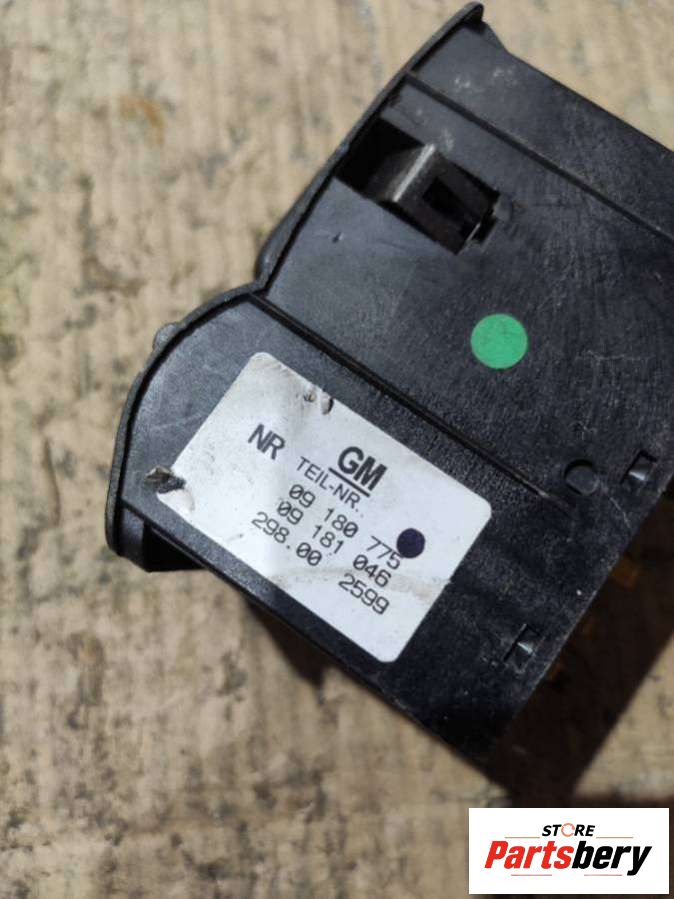 GM
NR
TEIL-NR..
09 180 775
09 181 046
298.00 2599
STORE
Partsbery